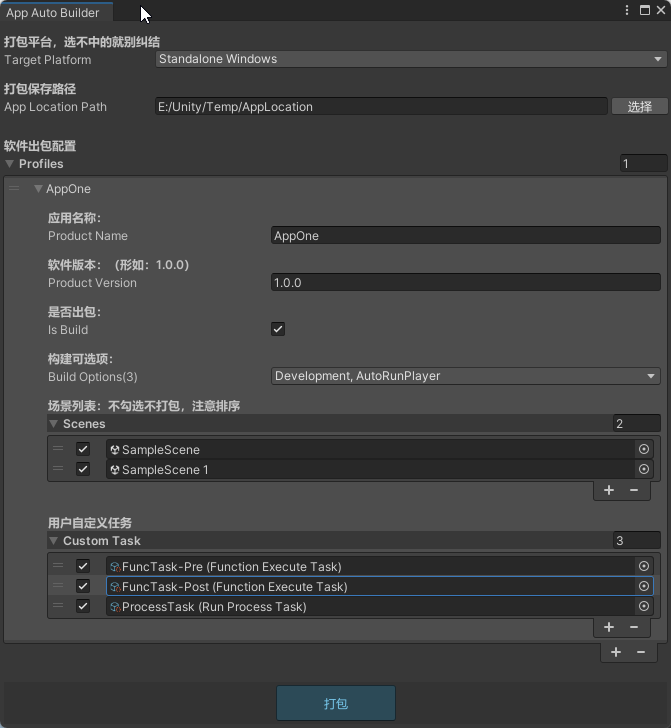 App Auto Builder
打包平台，选不中的就别纠结
Target Platform Standalone Windows
打包保存路径
App Location Path E:/Unity/Temp/AppLocation 选择
软件出包配置
Profiles 1
AppOne
应用名称：
Product Name AppOne
软件版本：（形如：1.0.0）
Product Version 1.0.0
是否出包：
Is Build
构建可选项：
Build Options(3) Development, AutoRunPlayer
场景列表：不勾选不打包，注意排序
Scenes 2
SampleScene
SampleScene 1
用户自定义任务
Custom Task 3
FuncTask-Pre (Function Execute Task)
FuncTask-Post (Function Execute Task)
ProcessTask (Run Process Task)
打包